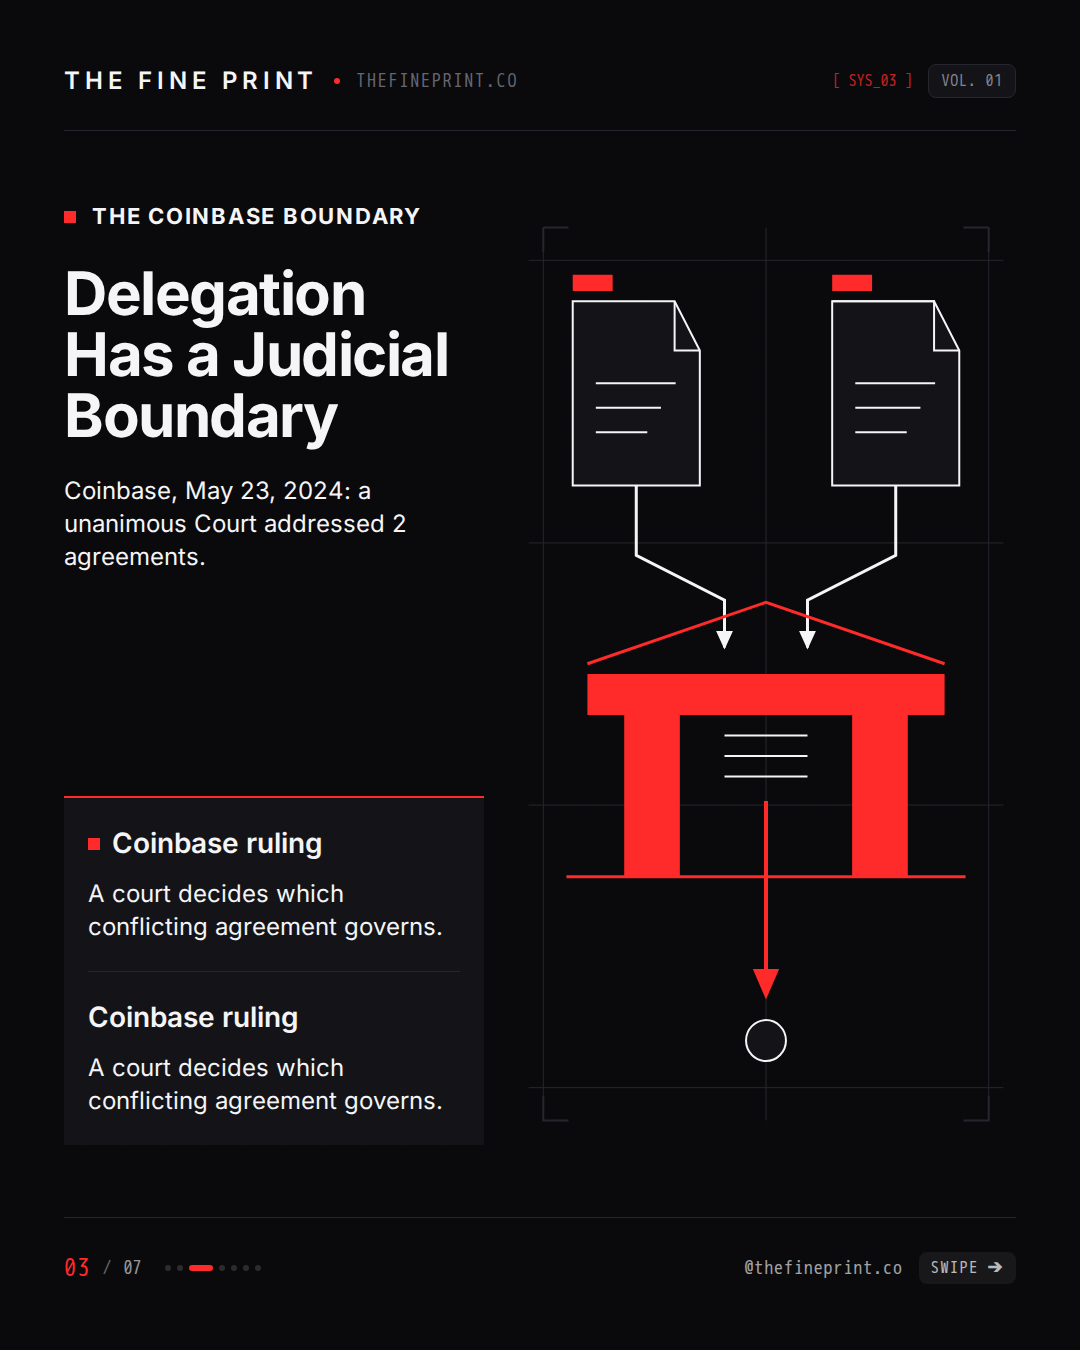 THE FINE PRINT • THEFINEPRINT.CO
[ SYS_03 ] VOL. 01
THE COINBASE BOUNDARY
Delegation
Has a Judicial
Boundary
Coinbase, May 23, 2024: a
unanimous Court addressed 2
agreements.
Coinbase ruling
A court decides which
conflicting agreement governs.
Coinbase ruling
A court decides which
conflicting agreement governs.
03 / 07
@thefineprint.co SWIPE ➔